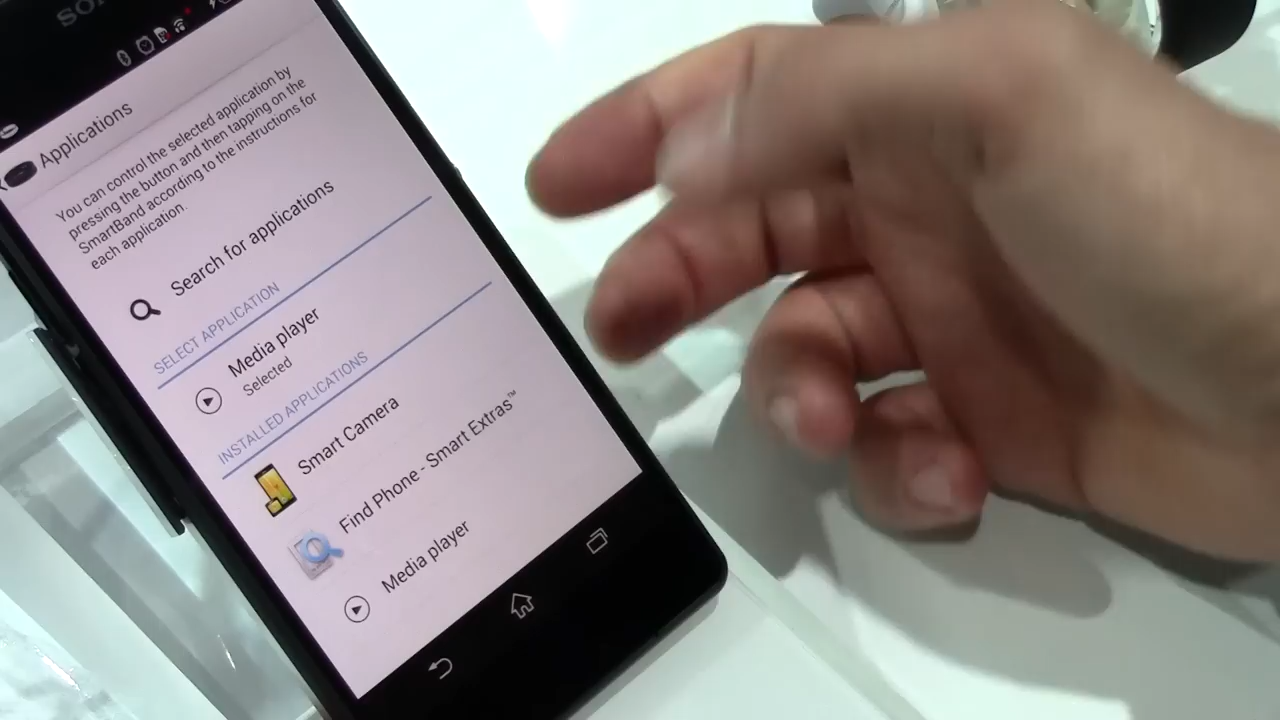 SON
Applications
You can control the selected application by
pressing the button and then tapping on the
SmartBand according to the instructions for
each application.
Search for applications
SELECT APPLICATION
Media player
Selected
INSTALLED APPLICATIONS
Smart Camera
Find Phone - Smart Extras™
Media player